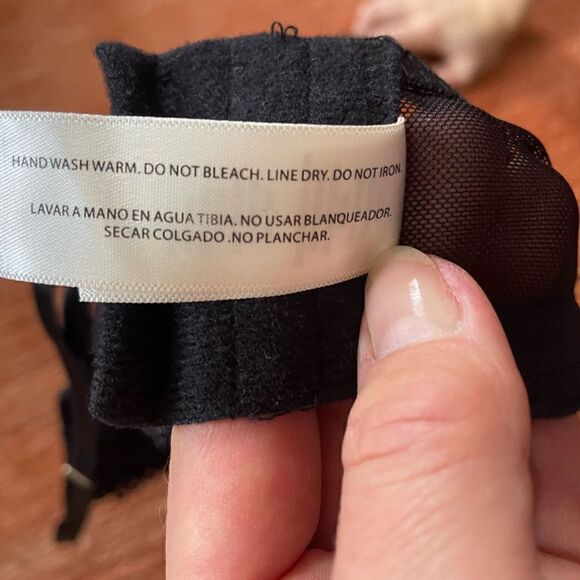 HAND WASH WARM. DO NOT BLEACH. LINE DRY. DO NOT IRON.
LAVAR A MANO EN AGUA TIBIA. NO USAR BLANQUEADOR.
SECAR COLGADO .NO PLANCHAR.